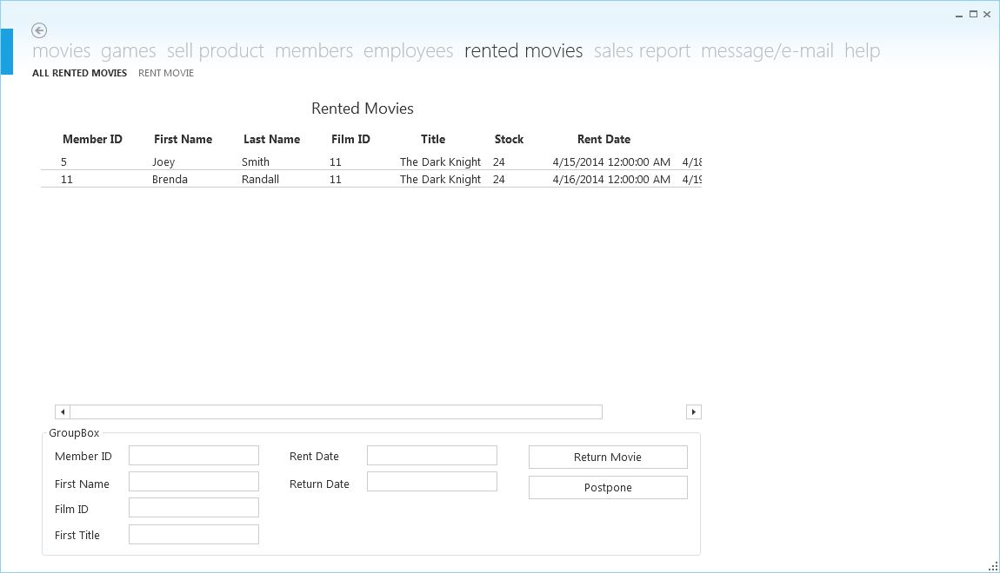 movies games sell product members employees rented movies sales report message/e-mail help
ALL RENTED MOVIES RENT MOVIE
Rented Movies
Member ID First Name Last Name Film ID Title Stock Rent Date
5 Joey Smith 11 The Dark Knight 24 4/15/2014 12:00:00 AM 4/18
11 Brenda Randall 11 The Dark Knight 24 4/16/2014 12:00:00 AM 4/19
GroupBox
Member ID Rent Date Return Movie
First Name Return Date Postpone
Film ID
First Title